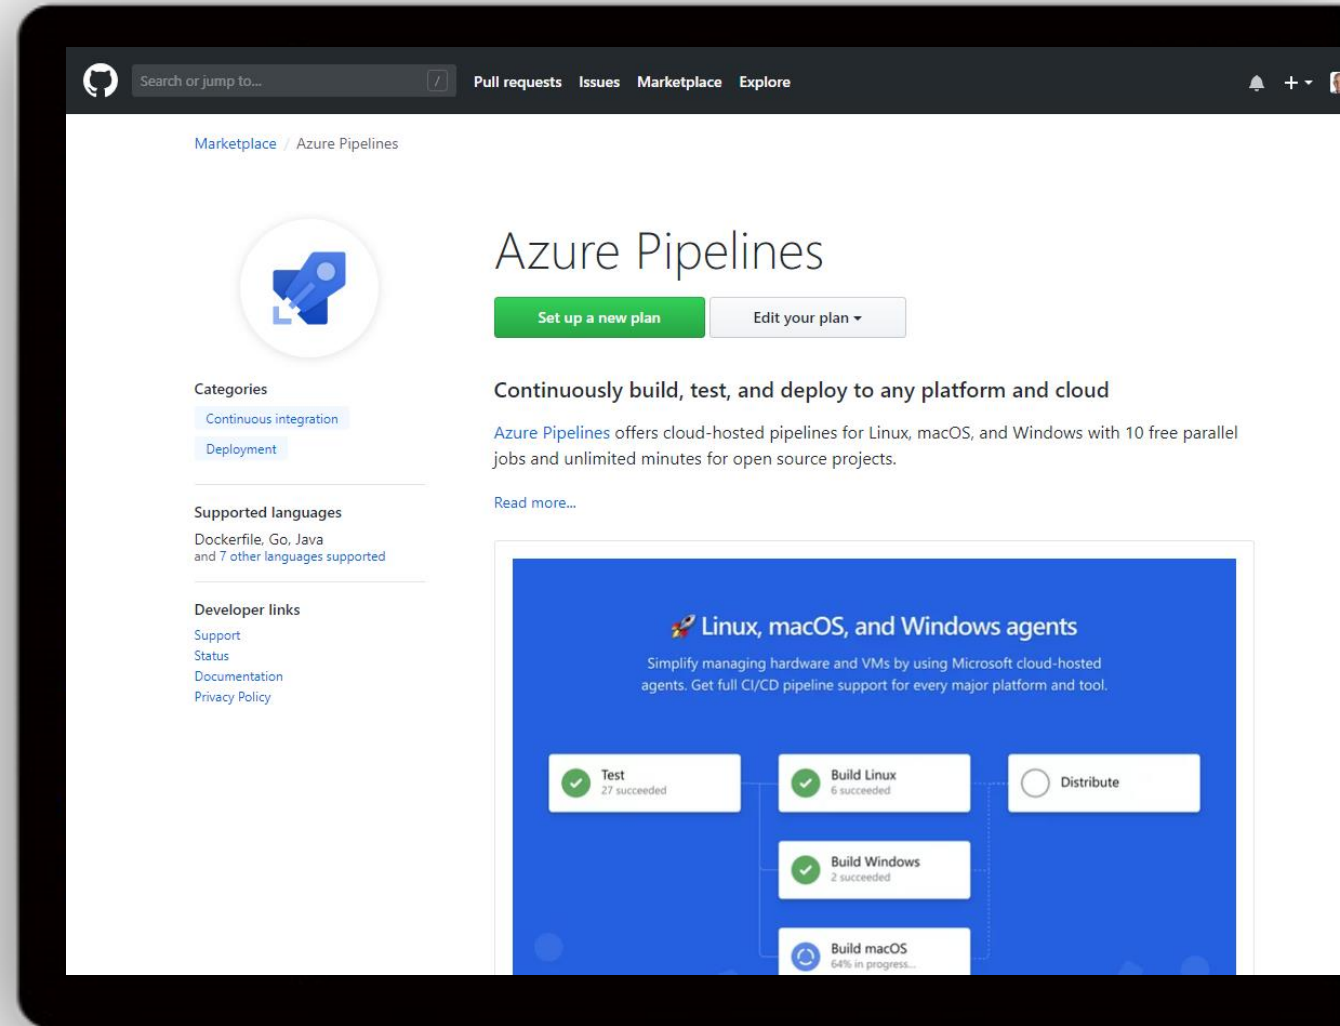 Search or jump to...
/
Pull requests Issues Marketplace Explore
Marketplace / Azure Pipelines
Azure Pipelines
Set up a new plan
Edit your plan
Categories
Continuous integration
Deployment
Supported languages
Dockerfile, Go, Java
and 7 other languages supported
Developer links
Support
Status
Documentation
Privacy Policy
Continuously build, test, and deploy to any platform and cloud
Azure Pipelines offers cloud-hosted pipelines for Linux, macOS, and Windows with 10 free parallel
jobs and unlimited minutes for open source projects.
Read more...
🚀 Linux, macOS, and Windows agents
Simplify managing hardware and VMs by using Microsoft cloud-hosted
agents. Get full CI/CD pipeline support for every major platform and tool.
Test
27 succeeded
Build Linux
6 succeeded
Distribute
Build Windows
2 succeeded
Build macOS
64% in progress...